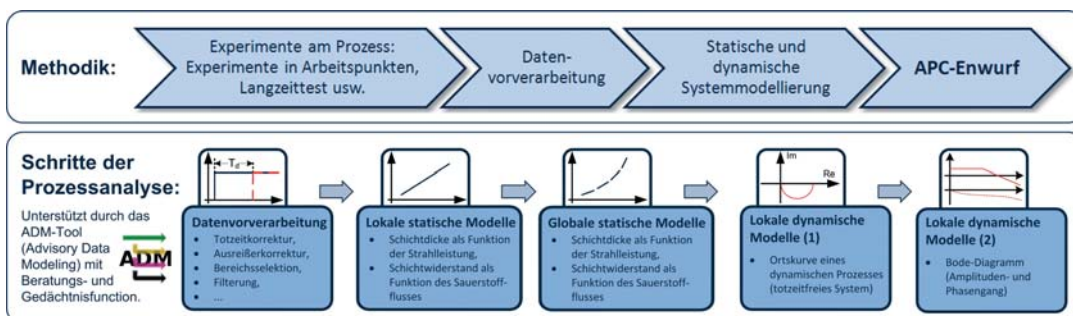 Methodik:
Experimente am Prozess:
Experimente in Arbeitspunkten,
Langzeittest usw.
Daten-
vorverarbeitung
Statische und
dynamische
Systemmodellierung
APC-Enwurf
Schritte der
Prozessanalyse:
Unterstützt durch das
ADM-Tool
(Advisory Data
Modeling) mit
Beratungs- und
Gedächtnisfunction.
ADM
Td
Datenvorverarbeitung
• Totzeitkorrektur,
• Ausreißerkorrektur,
• Bereichsselektion,
• Filterung,
• ...
Lokale statische Modelle
• Schichtdicke als Funktion
der Strahlleistung,
• Schichtwiderstand als
Funktion des Sauerstoff-
flusses
Globale statische Modelle
• Schichtdicke als Funktion
der Strahlleistung,
• Schichtwiderstand als
Funktion des Sauerstoff-
flusses
Im
Re
Lokale dynamische
Modelle (1)
• Ortskurve eines
dynamischen Prozesses
(totzeitfreies System)
Lokale dynamische
Modelle (2)
• Bode-Diagramm
(Amplituden- und
Phasengang)